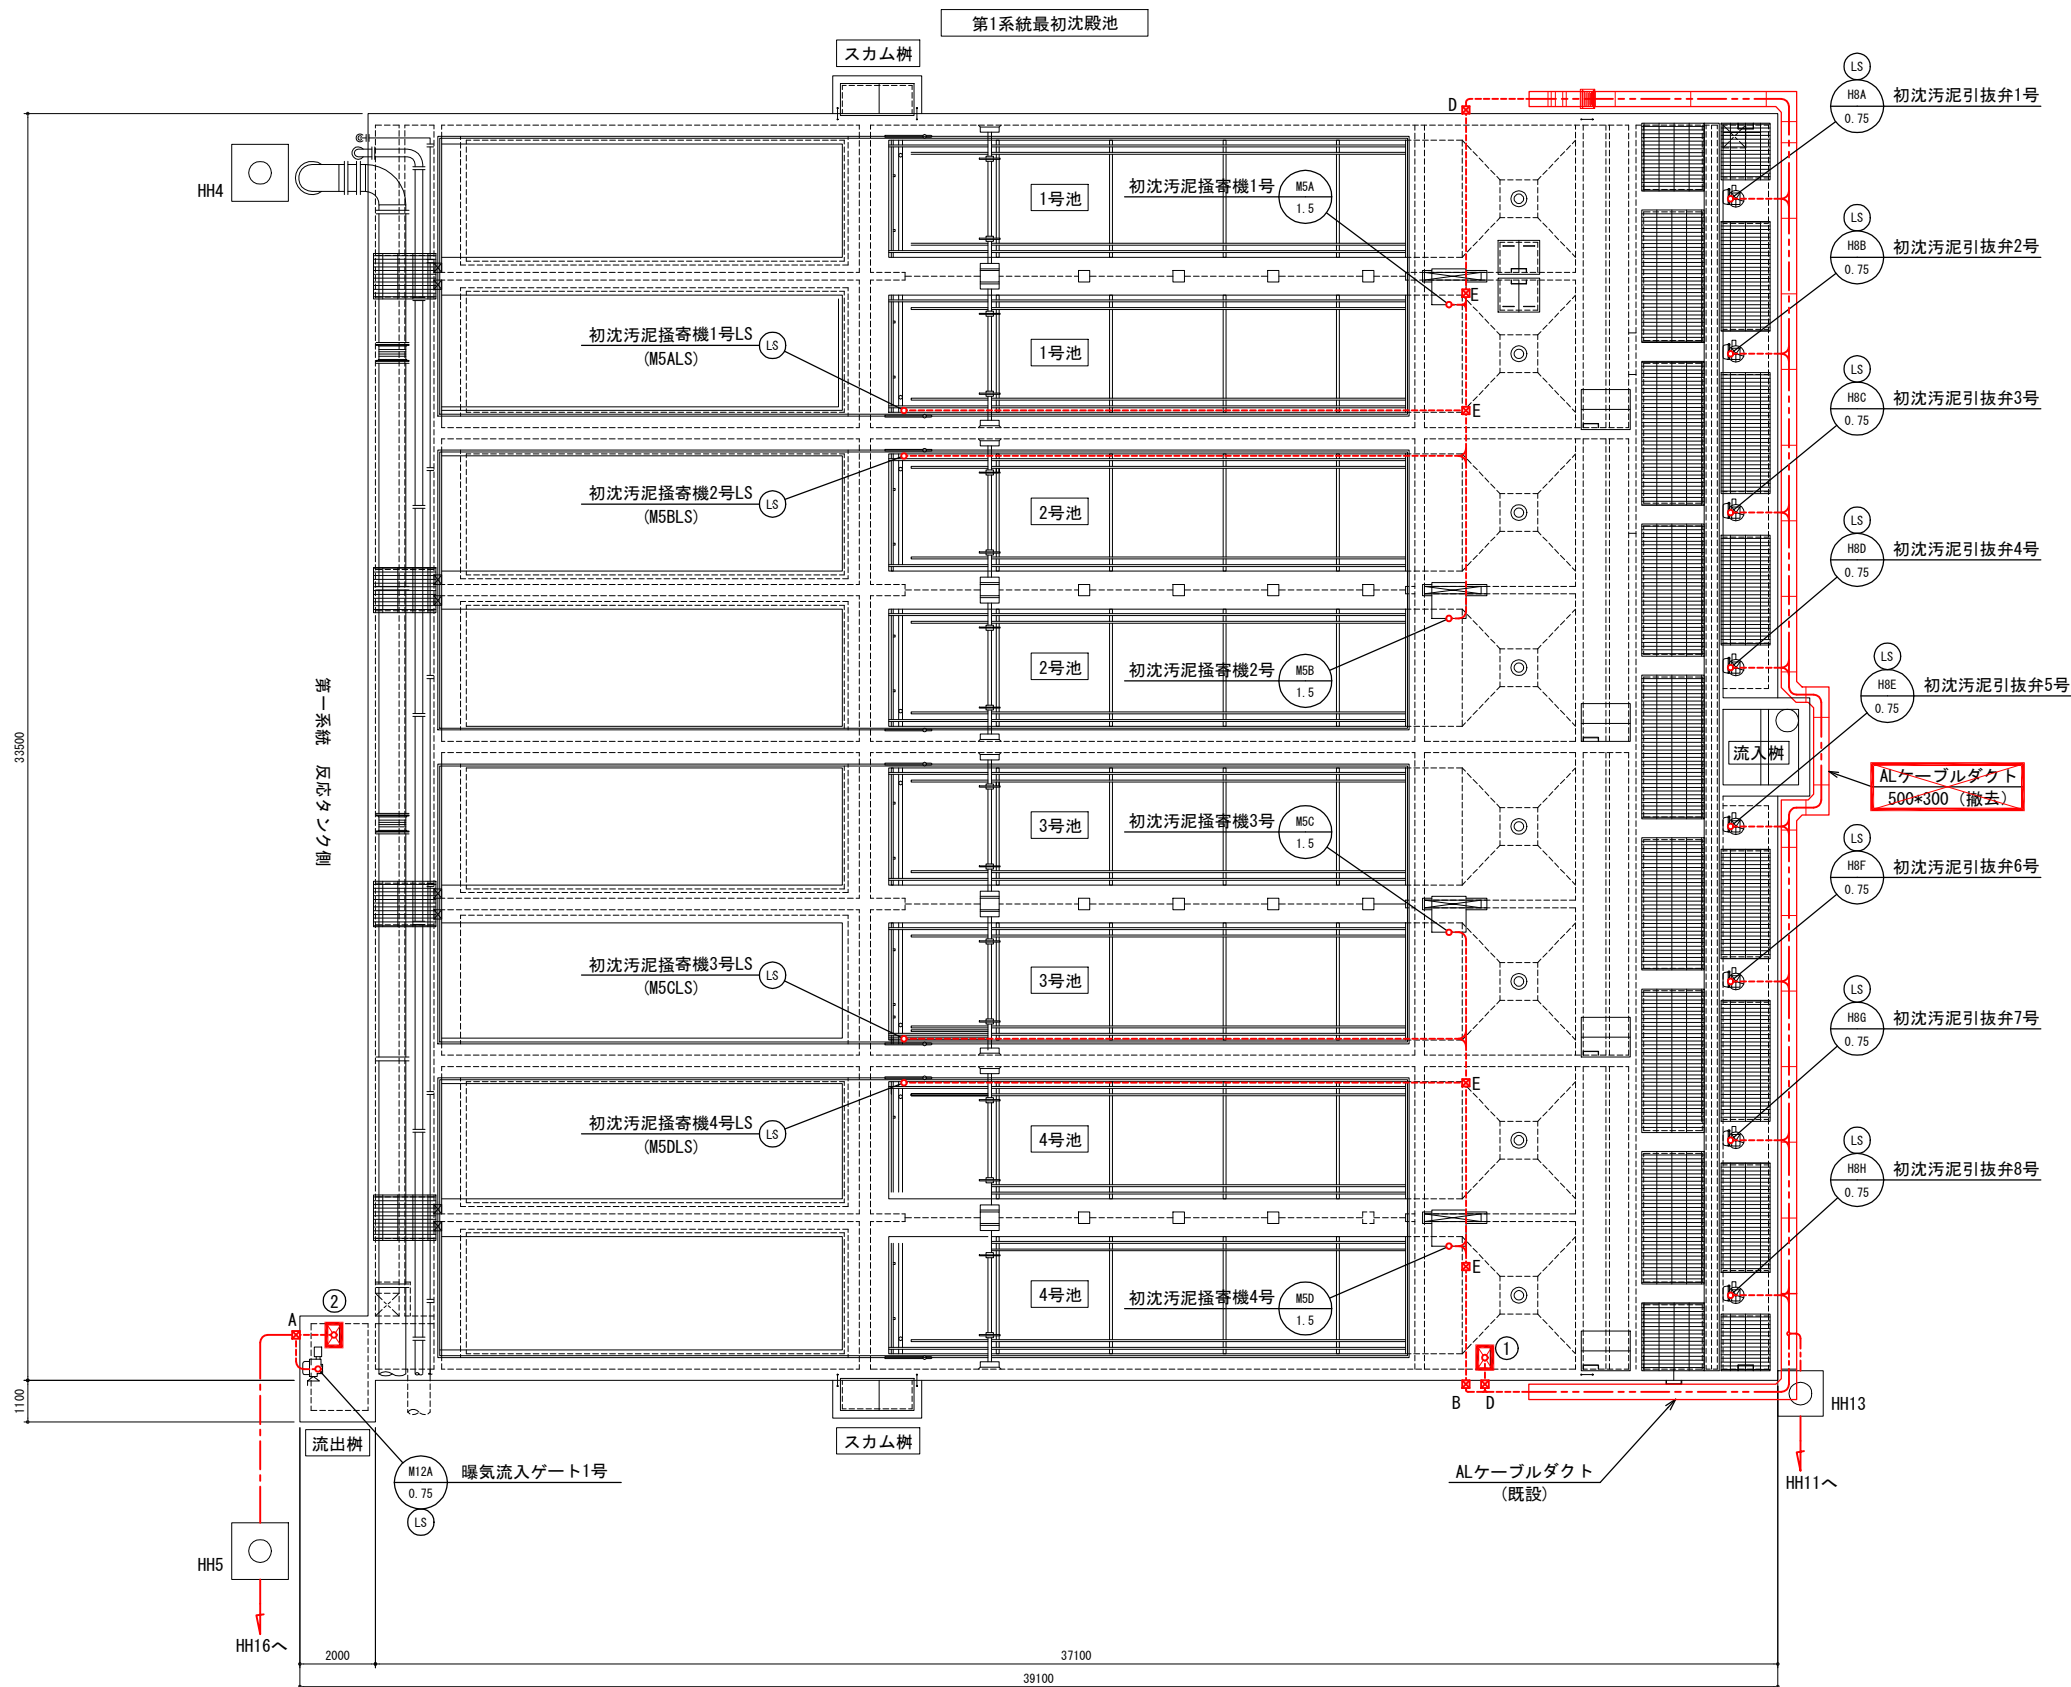 第1系統最初沈殿池
スカム桝
LS
H8A
0.75
初沈汚泥引抜弁1号
D
HH4
初沈汚泥掻寄機1号
M5A
1.5
1号池
LS
H8B
0.75
初沈汚泥引抜弁2号
E
初沈汚泥掻寄機1号LS
(M5ALS)
LS
1号池
LS
H8C
0.75
初沈汚泥引抜弁3号
E
初沈汚泥掻寄機2号LS
(M5BLS)
LS
2号池
LS
H8D
0.75
初沈汚泥引抜弁4号
初沈汚泥掻寄機2号
M5B
1.5
2号池
LS
H8E
0.75
初沈汚泥引抜弁5号
第一系統 反応タンク側
33500
流入桝
ALケーブルダクト
500*300 (撤去)
初沈汚泥掻寄機3号
M5C
1.5
3号池
LS
H8F
0.75
初沈汚泥引抜弁6号
初沈汚泥掻寄機3号LS
(M5CLS)
LS
3号池
LS
H8G
0.75
初沈汚泥引抜弁7号
E
初沈汚泥掻寄機4号LS
(M5DLS)
LS
4号池
LS
H8H
0.75
初沈汚泥引抜弁8号
E
初沈汚泥掻寄機4号
M5D
1.5
4号池
②
A
①
1100
B
D
HH13
流出桝
スカム桝
M12A
0.75
LS
曝気流入ゲート1号
ALケーブルダクト
(既設)
HH11へ
HH5
HH16へ
2000
37100
39100